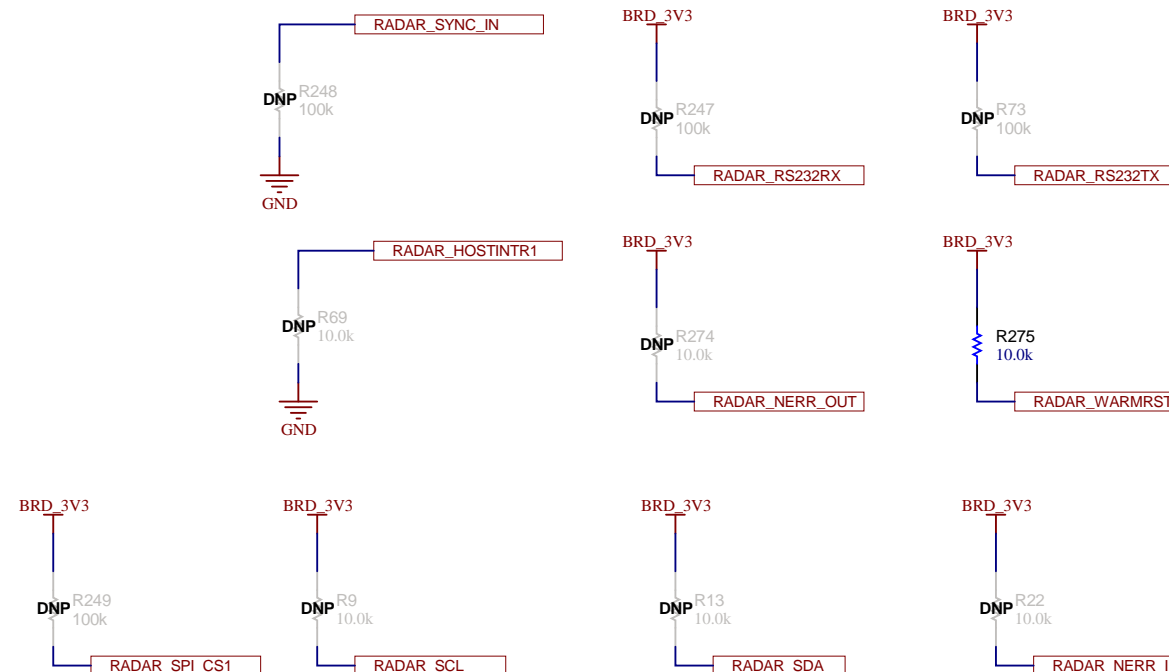 RADAR_SYNC_IN
DNP R248
100k
GND
BRD_3V3
DNP R247
100k
RADAR_RS232RX
BRD_3V3
DNP R73
100k
RADAR_RS232TX
RADAR_HOSTINTR1
DNP R69
10.0k
GND
BRD_3V3
DNP R274
10.0k
RADAR_NERR_OUT
BRD_3V3
R275
10.0k
RADAR_WARMRST
BRD_3V3
DNP R249
100k
RADAR_SPI_CS1
BRD_3V3
DNP R9
10.0k
RADAR_SCL
BRD_3V3
DNP R13
10.0k
RADAR_SDA
BRD_3V3
DNP R22
10.0k
RADAR_NERR_I